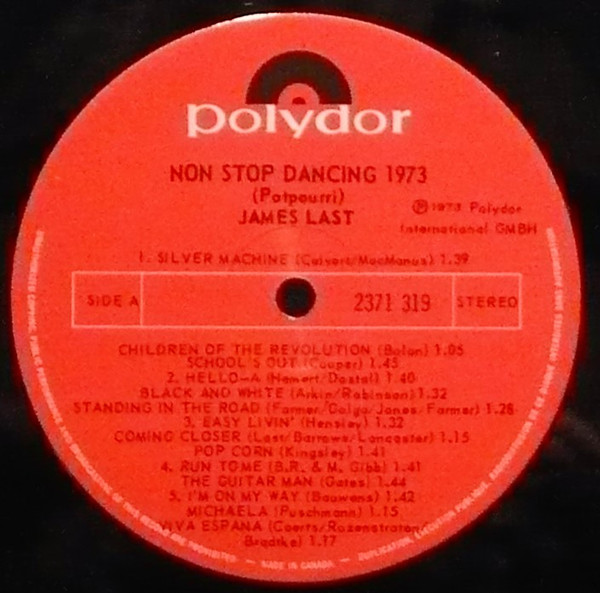 polydor
NON STOP DANCING 1973
(Potpourri)
JAMES LAST
℗ 1973 Polydor
International GMBH
1. SILVER MACHINE (Calvert/MacManus) 1.39
SIDE A
2371 319
STEREO
CHILDREN OF THE REVOLUTION (Bolan) 1.05
SCHOOL'S OUT (Cooper) 1.45
2. HELLO-A (Hemert/Dostal) 1.40
BLACK AND WHITE (Arkin/Robinson) 1.32
STANDING IN THE ROAD (Farmer/Golga/Jones/Farmer) 1.28
3. EASY LIVIN' (Hensley) 1.32
COMING CLOSER (Last/Barrows/Lancaster) 1.15
POP CORN (Kingsley) 1.41
4. RUN TO ME (B.R. & M. Gibb) 1.41
THE GUITAR MAN (Gates) 1.44
5. I'M ON MY WAY (Bauwens) 1.42
MICHAELA (Puschmann) 1.15
VIVA ESPANA (Caerts/Rozenstraten/
Bradtke) 1.17
MADE IN CANADA